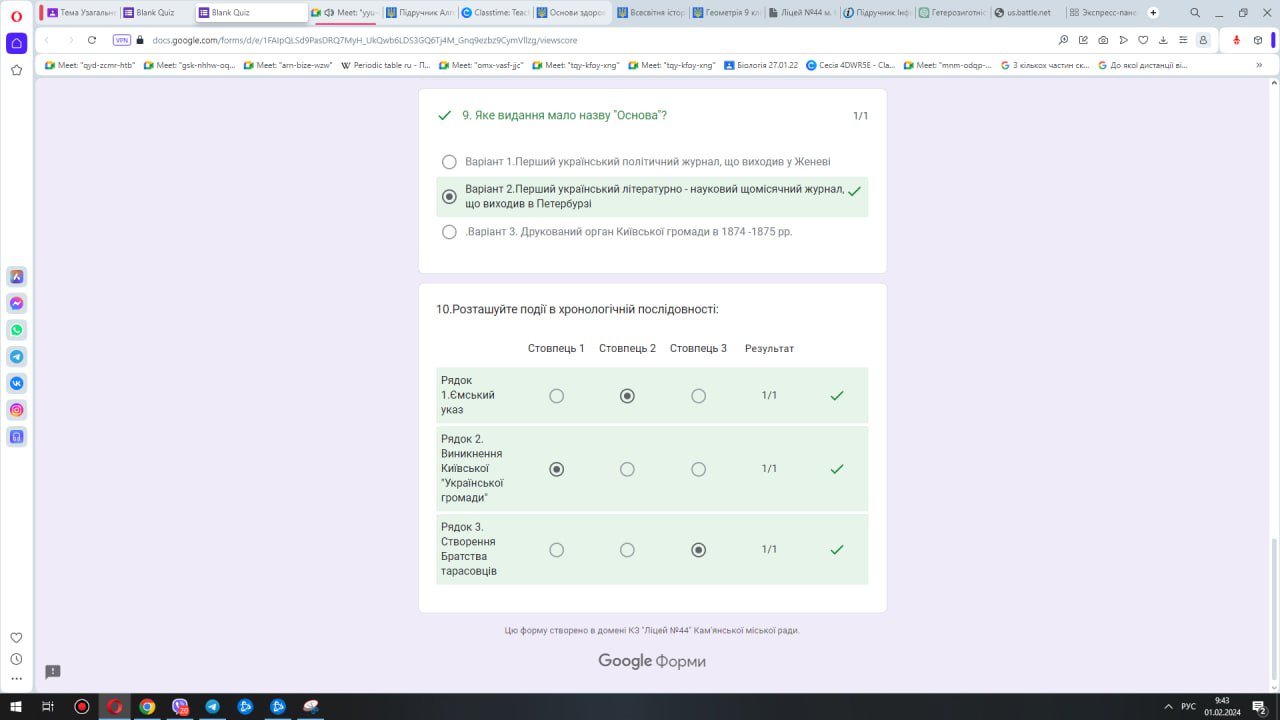 Тема Узагальн
Blank Quiz
Blank Quiz
Meet: "yyu-
Підручник Алг
Classtime: Teac
Основи здоров
Всесвітня істор
Геометрія 9 кл
Ліцей №44 м. К
Підручник Інф
Гетерозиготно
us.battle.net
Экспресс-пане
VPN
docs.google.com/forms/d/e/1FAIpQLSd9PasDRQ7MyH_UkQwb6LDS3GQ6Tj4M_Gnq9ezbz9CymVllzg/viewscore
Meet: "qyd-zcmr-htb"
Meet: "gsk-nhhw-oq...
Meet: "arn-bize-wzw"
Periodic table ru - П...
Meet: "omx-vasf-jjc"
Meet: "tqy-kfoy-xng"
Meet: "tqy-kfoy-xng"
Біологія 27.01.22
Сесія 4DWR5E - Cla...
Meet: "mnm-odqp-...
З кількох частин ск...
До якої дистанції ві...
»
9. Яке видання мало назву "Основа"?
1/1
Варіант 1.Перший український політичний журнал, що виходив у Женеві
Варіант 2.Перший український літературно - науковий щомісячний журнал,
що виходив в Петербурзі
.Варіант 3. Друкований орган Київської громади в 1874 -1875 рр.
10.Розташуйте події в хронологічній послідовності:
Стовпець 1
Стовпець 2
Стовпець 3
Результат
Рядок
1.Ємський
указ
1/1
Рядок 2.
Виникнення
Київської
"Української
громади"
1/1
Рядок 3.
Створення
Братства
тарасовців
1/1
Цю форму створено в домені КЗ "Ліцей №44" Кам'янської міської ради.
Google Форми
РУС
9:43
01.02.2024
2